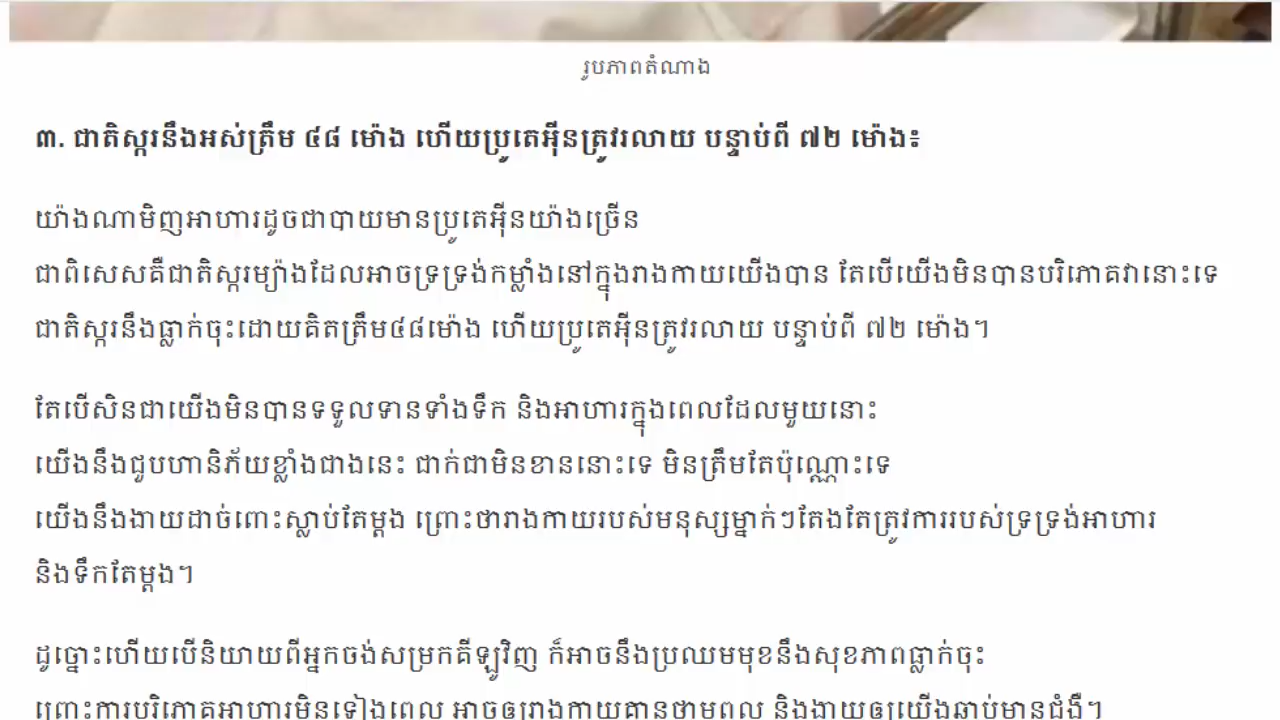 រូបភាពតំណាង
៣. ជាតិស្ករនឹងអស់ត្រឹម ៤៨ ម៉ោង ហើយប្រូតេអ៊ីនត្រូវរលាយ បន្ទាប់ពី ៧២ ម៉ោង៖
យ៉ាងណាមិញអាហារដូចជាបាយមានប្រូតេអ៊ីនយ៉ាងច្រើន
ជាពិសេសគឺជាតិស្ករម្យ៉ាងដែលអាចទ្រទ្រង់កម្លាំងនៅក្នុងរាងកាយយើងបាន តែបើយើងមិនបានបរិភោគវានោះទេ
ជាតិស្ករនឹងធ្លាក់ចុះដោយគិតត្រឹម៤៨ម៉ោង ហើយប្រូតេអ៊ីនត្រូវរលាយ បន្ទាប់ពី ៧២ ម៉ោង។
តែបើសិនជាយើងមិនបានទទួលទានទាំងទឹក និងអាហារក្នុងពេលដែលមួយនោះ
យើងនឹងជួបហានិភ័យខ្លាំងជាងនេះ ជាក់ជាមិនខាននោះទេ មិនត្រឹមតែប៉ុណ្ណោះទេ
យើងនឹងងាយដាច់ពោះស្លាប់តែម្ដង ព្រោះថារាងកាយរបស់មនុស្សម្នាក់ៗតែងតែត្រូវការរបស់ទ្រទ្រង់អាហារ
និងទឹកតែម្ដង។
ដូច្នោះហើយបើនិយាយពីអ្នកចង់សម្រកគីឡូវិញ ក៏អាចនឹងប្រឈមមុខនឹងសុខភាពធ្លាក់ចុះ
ព្រោះការបរិភោគអាហារមិនទៀងពេល អាចឲ្យរាងកាយគ្មានថាមពល និងងាយឲ្យយើងឆាប់មានជំងឺ។